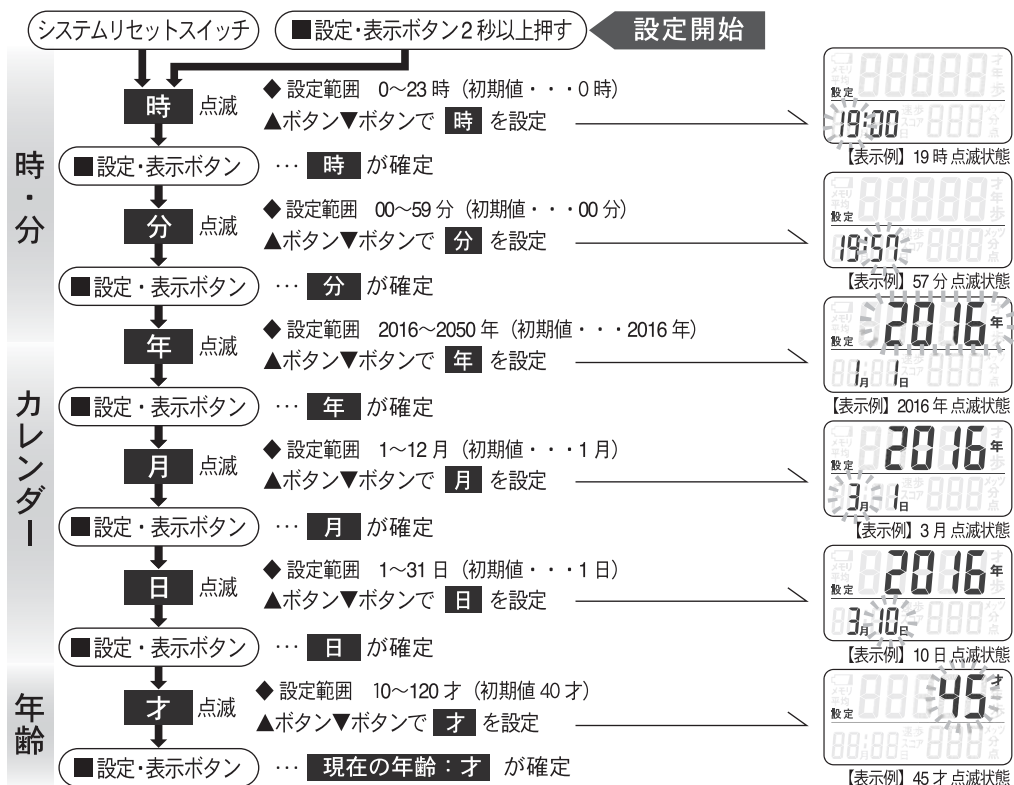 システムリセットスイッチ
■設定・表示ボタン2秒以上押す
設定開始
時・分
時 点滅
◆ 設定範囲 0～23時（初期値・・・0時）
▲ボタン▼ボタンで 時 を設定
設定
19:00
【表示例】19時点滅状態
■設定・表示ボタン … 時 が確定
分 点滅
◆ 設定範囲 00～59分（初期値・・・00分）
▲ボタン▼ボタンで 分 を設定
設定
19:57
【表示例】57分点滅状態
■設定・表示ボタン … 分 が確定
カレンダー
年 点滅
◆ 設定範囲 2016～2050年（初期値・・・2016年）
▲ボタン▼ボタンで 年 を設定
2016年
設定
1月 1日
【表示例】2016年点滅状態
■設定・表示ボタン … 年 が確定
月 点滅
◆ 設定範囲 1～12月（初期値・・・1月）
▲ボタン▼ボタンで 月 を設定
2016年
設定
3月 1日
【表示例】3月点滅状態
■設定・表示ボタン … 月 が確定
日 点滅
◆ 設定範囲 1～31日（初期値・・・1日）
▲ボタン▼ボタンで 日 を設定
2016年
設定
3月 10日
【表示例】10日点滅状態
■設定・表示ボタン … 日 が確定
年齢
才 点滅
◆ 設定範囲 10～120才（初期値40才）
▲ボタン▼ボタンで 才 を設定
45才
設定
【表示例】45才点滅状態
■設定・表示ボタン … 現在の年齢：才 が確定